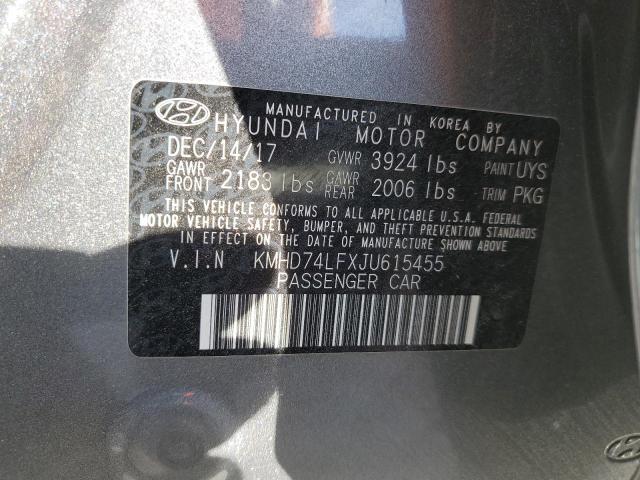 MANUFACTURED IN KOREA BY
HYUNDAI MOTOR COMPANY
DEC/14/17 GVWR 3924 lbs PAINT UYS
GAWR FRONT 2183 lbs GAWR REAR 2006 lbs TRIM PKG
THIS VEHICLE CONFORMS TO ALL APPLICABLE U.S.A. FEDERAL
MOTOR VEHICLE SAFETY, BUMPER, AND THEFT PREVENTION STANDARDS
IN EFFECT ON THE DATE OF MANUFACTURE SHOWN ABOVE.
V.I.N KMHD74LFXJU615455
PASSENGER CAR